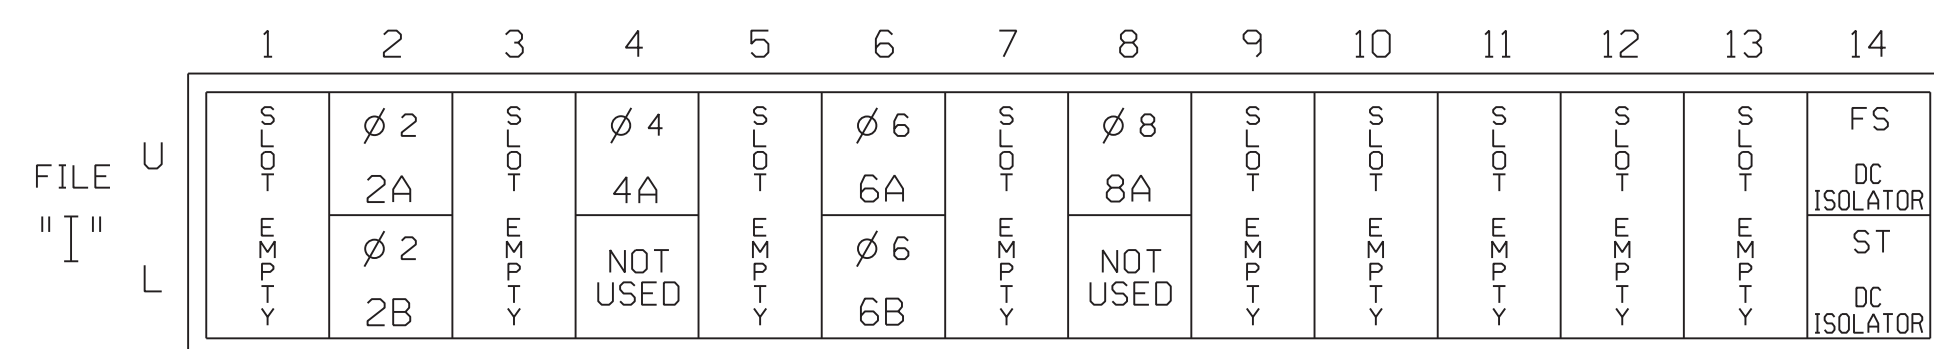 1 2 3 4 5 6 7 8 9 10 11 12 13 14
FILE
"I"
U
L
SLOT EMPTY
Ø 2
2A
Ø 2
2B
SLOT EMPTY
Ø 4
4A
NOT
USED
SLOT EMPTY
Ø 6
6A
Ø 6
6B
SLOT EMPTY
Ø 8
8A
NOT
USED
SLOT EMPTY
SLOT EMPTY
SLOT EMPTY
SLOT EMPTY
SLOT EMPTY
FS
DC
ISOLATOR
ST
DC
ISOLATOR